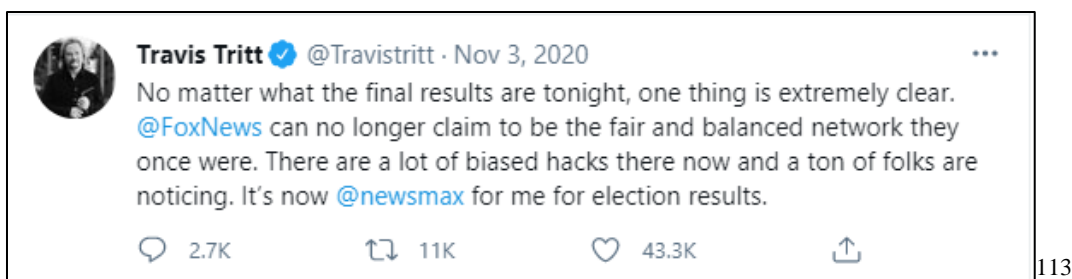 Travis Tritt @Travistritt · Nov 3, 2020
No matter what the final results are tonight, one thing is extremely clear.
@FoxNews can no longer claim to be the fair and balanced network they
once were. There are a lot of biased hacks there now and a ton of folks are
noticing. It’s now @newsmax for me for election results.
2.7K 11K 43.3K
113